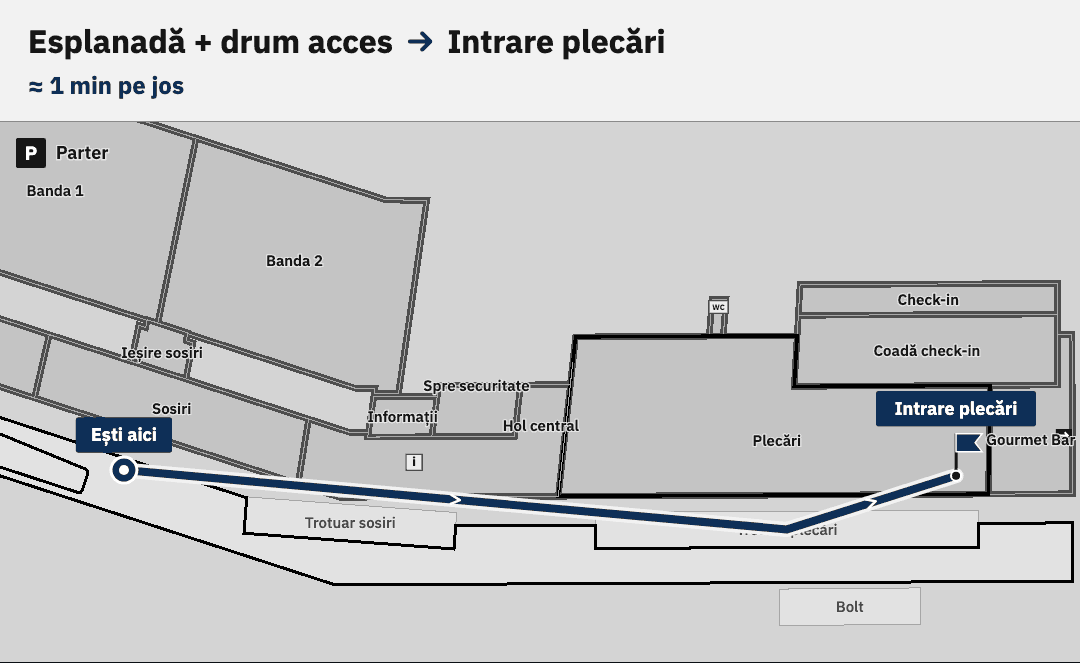 Esplanadă + drum acces → Intrare plecări
≈ 1 min pe jos
P Parter
Banda 1
Banda 2
wc
Check-in
Coadă check-in
Ieșire sosiri
Spre securitate
Sosiri
Informații
Hol central
Intrare plecări
Ești aici
Plecări
Gourmet Bar
i
Trotuar sosiri
plecări
Bolt